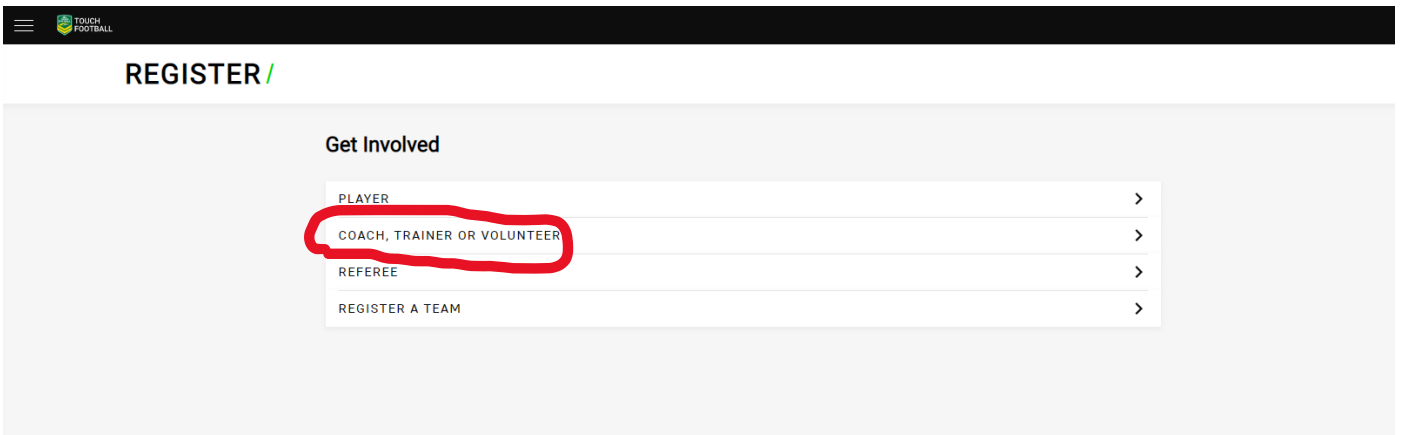 TOUCH
FOOTBALL
REGISTER /
Get Involved
PLAYER
COACH, TRAINER OR VOLUNTEER
REFEREE
REGISTER A TEAM